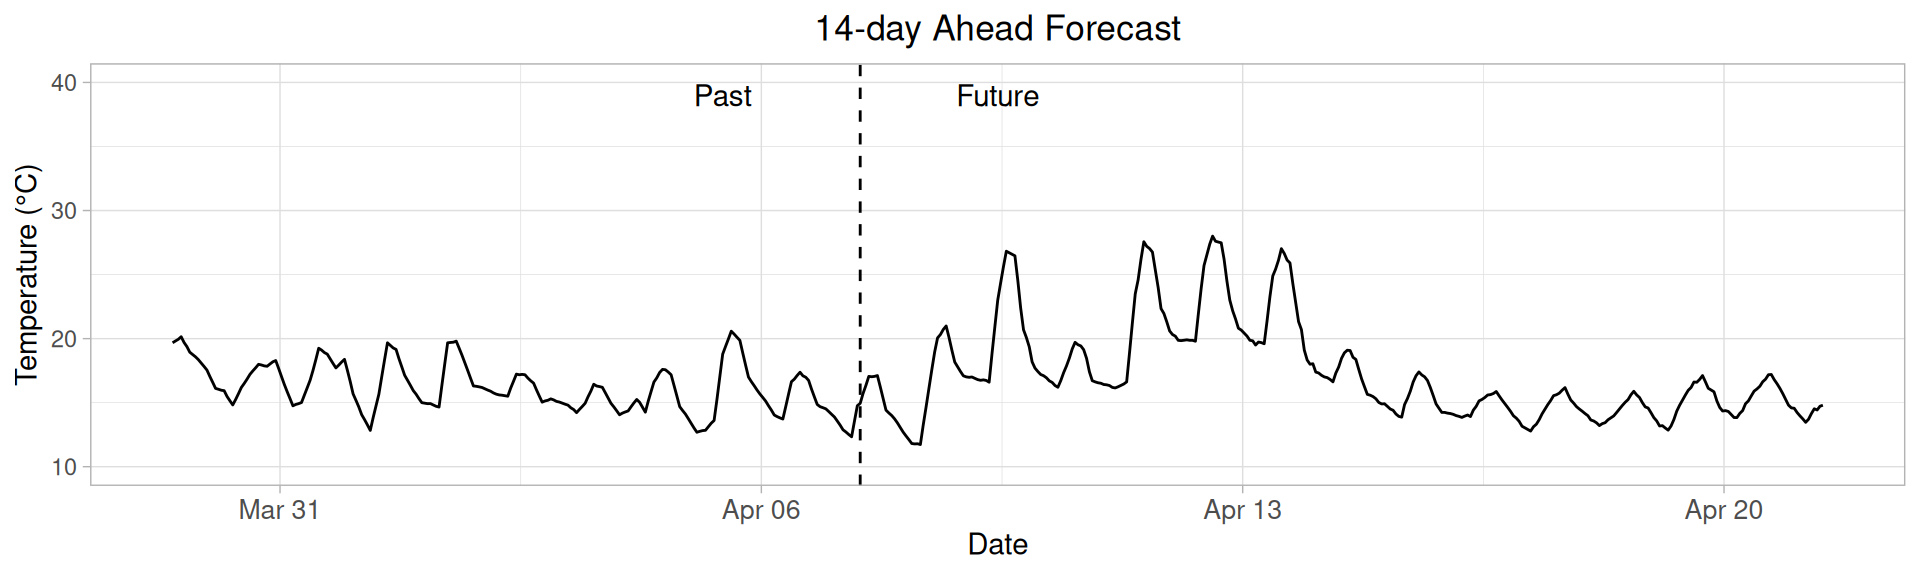 14-day Ahead Forecast
Past
Future
Temperature (°C)
40
30
20
10
Mar 31
Apr 06
Apr 13
Apr 20
Date